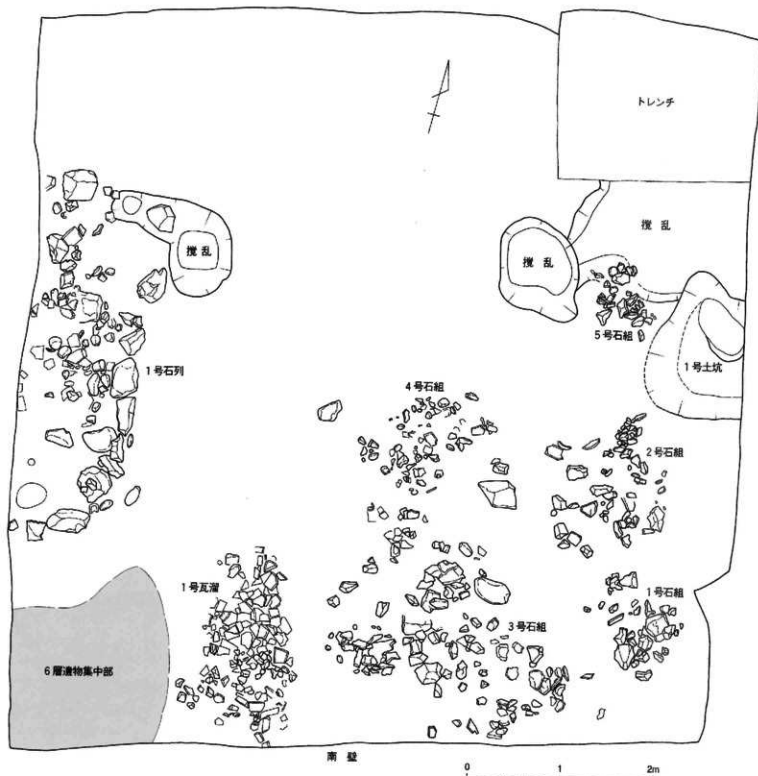 トレンチ
攪乱
攪乱
攪乱
5号石組
1号土坑
1号石列
4号石組
2号石組
1号瓦溜
1号石組
3号石組
6層遺物集中部
南壁
0 1 2m